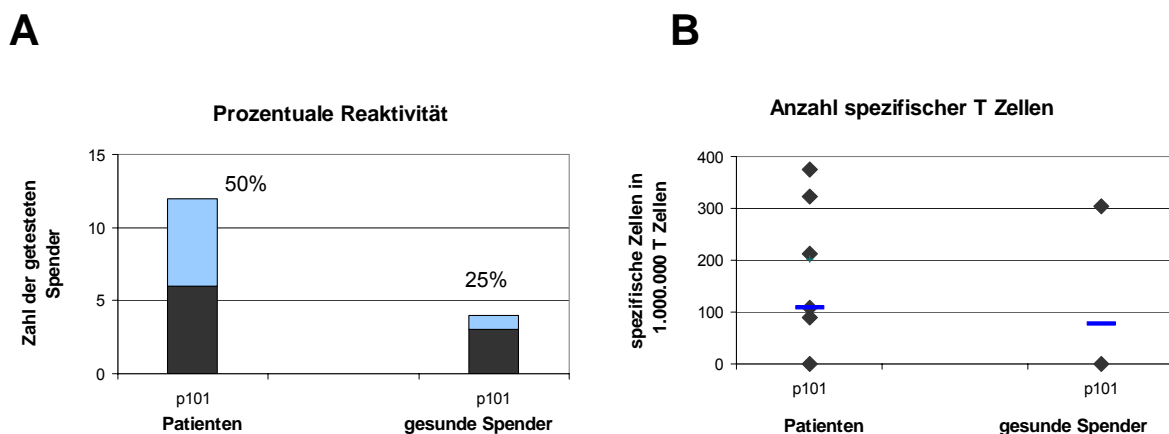 A
Prozentuale Reaktivität
Zahl der getesteten
Spender
15
10
5
0
50%
25%
p101
p101
Patienten
gesunde Spender
B
Anzahl spezifischer T Zellen
spezifische Zellen in
1.000.000 T Zellen
400
300
200
100
0
p101
p101
Patienten
gesunde Spender